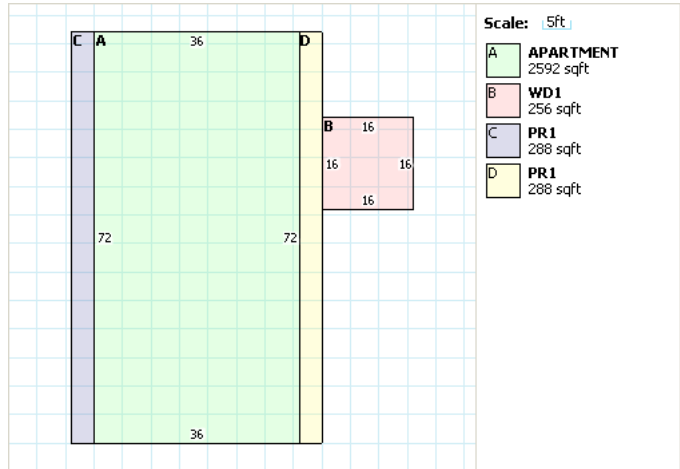 C A 36 D
B 16
16 16
16
72 72
36
Scale: 5ft
A APARTMENT
2592 sqft
B WD1
256 sqft
C PR1
288 sqft
D PR1
288 sqft